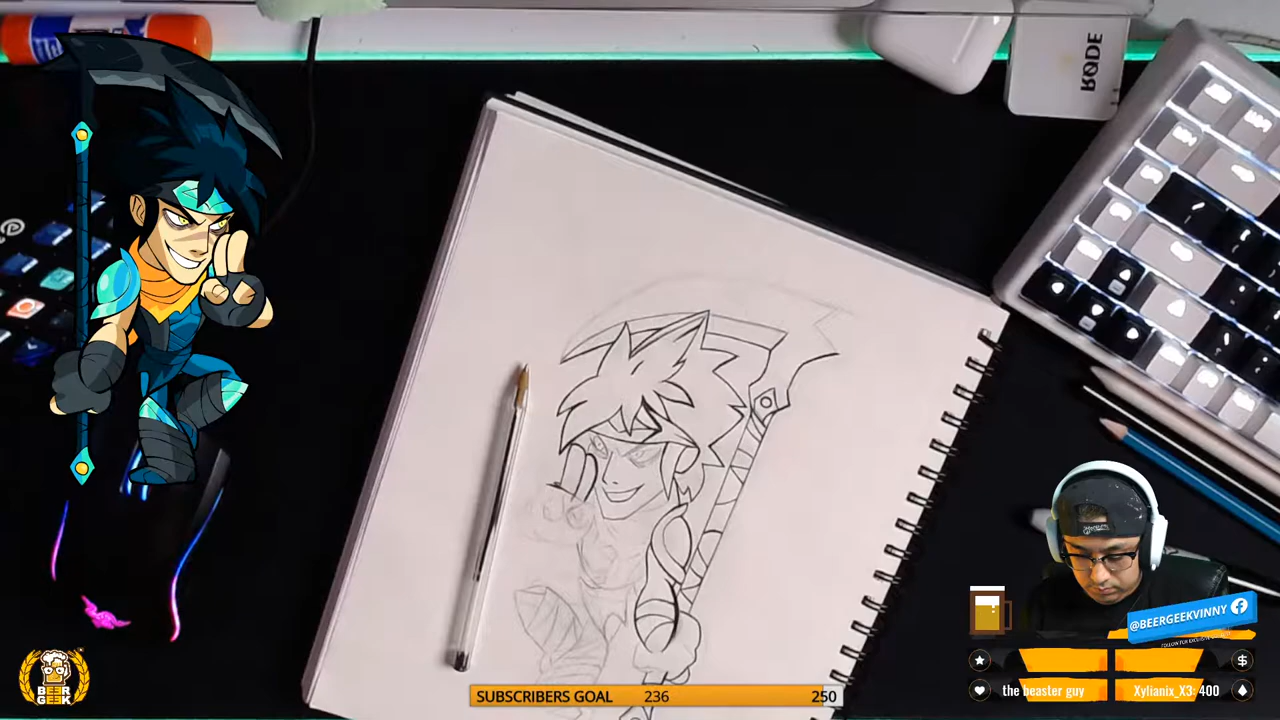 RØDE
@BEERGEEKVINNY
BEER
GEEK
SUBSCRIBERS GOAL 236 250
the beaster guy
Xylianix_X3: 400